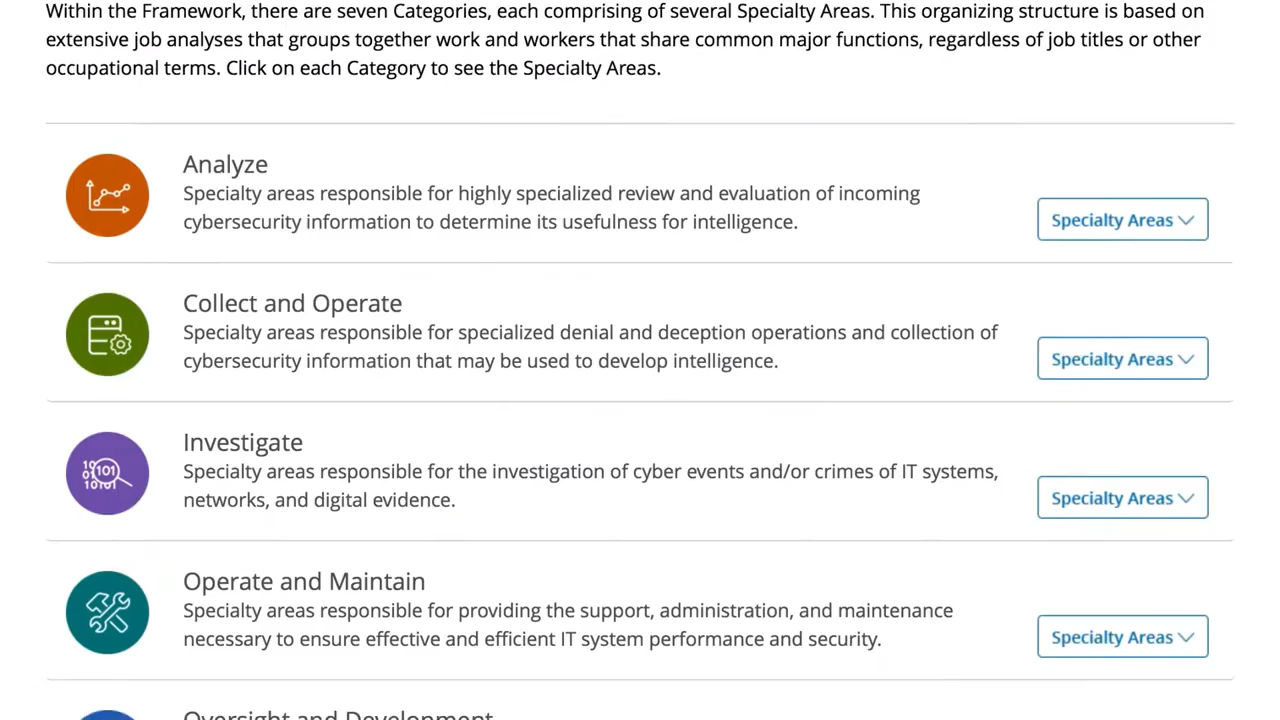 Within the Framework, there are seven Categories, each comprising of several Specialty Areas. This organizing structure is based on
extensive job analyses that groups together work and workers that share common major functions, regardless of job titles or other
occupational terms. Click on each Category to see the Specialty Areas.
Analyze
Specialty areas responsible for highly specialized review and evaluation of incoming
cybersecurity information to determine its usefulness for intelligence.
Specialty Areas
Collect and Operate
Specialty areas responsible for specialized denial and deception operations and collection of
cybersecurity information that may be used to develop intelligence.
Specialty Areas
Investigate
Specialty areas responsible for the investigation of cyber events and/or crimes of IT systems,
networks, and digital evidence.
Specialty Areas
Operate and Maintain
Specialty areas responsible for providing the support, administration, and maintenance
necessary to ensure effective and efficient IT system performance and security.
Specialty Areas
Oversight and Development